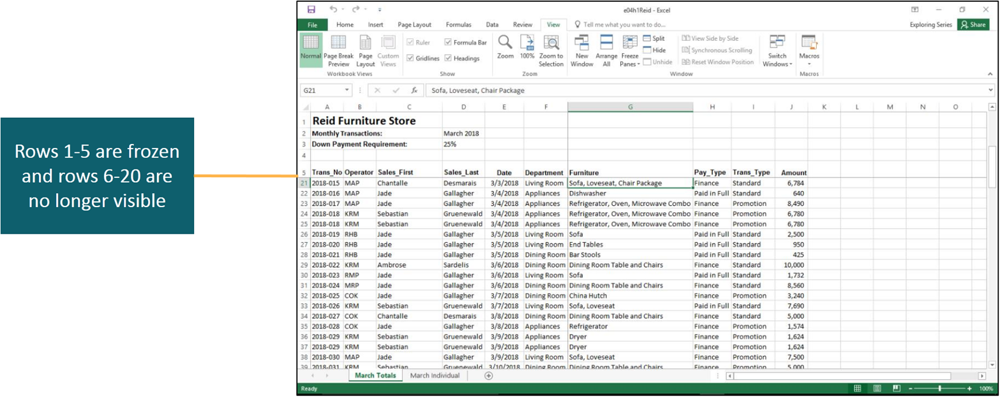 Rows 1-5 are frozen
and rows 6-20 are
no longer visible
e04h1Reid - Excel
File Home Insert Page Layout Formulas Data Review View Tell me what you want to do... Exploring Series Share
Normal Page Break Preview Page Layout Custom Views
Workbook Views
Ruler Formula Bar
Gridlines Headings
Show
Zoom 100% Zoom to Selection
Zoom
New Window Arrange All Freeze Panes
Split
Hide
Unhide
View Side by Side
Synchronous Scrolling
Reset Window Position
Switch Windows
Window
Macros
Macros
G21 fx Sofa, Loveseat, Chair Package
A B C D E F G H I J K L M N O
1 Reid Furniture Store
2 Monthly Transactions: March 2018
3 Down Payment Requirement: 25%
4
5 Trans_No Operator Sales_First Sales_Last Date Department Furniture Pay_Type Trans_Type Amount
21 2018-015 MAP Chantalle Desmarais 3/3/2018 Living Room Sofa, Loveseat, Chair Package Finance Standard 6,784
22 2018-016 MAP Jade Gallagher 3/4/2018 Appliances Dishwasher Paid in Full Standard 640
23 2018-017 MAP Jade Gallagher 3/4/2018 Appliances Refrigerator, Oven, Microwave Combo Finance Promotion 8,490
24 2018-018 KRM Sebastian Gruenewald 3/4/2018 Appliances Refrigerator, Oven, Microwave Combo Finance Promotion 6,780
25 2018-018 KRM Sebastian Gruenewald 3/4/2018 Appliances Refrigerator, Oven, Microwave Combo Finance Promotion 6,780
26 2018-019 RHB Jade Gallagher 3/5/2018 Living Room Sofa Paid in Full Standard 2,500
27 2018-020 RHB Jade Gallagher 3/5/2018 Living Room End Tables Paid in Full Standard 950
28 2018-021 RHB Jade Gallagher 3/5/2018 Dining Room Bar Stools Paid in Full Standard 425
29 2018-022 KRM Ambrose Sardelis 3/6/2018 Dining Room Dining Room Table and Chairs Finance Standard 10,000
30 2018-023 RMP Jade Gallagher 3/6/2018 Living Room Sofa Paid in Full Standard 1,732
31 2018-024 MRP Jade Gallagher 3/6/2018 Dining Room Dining Room Table and Chairs Finance Standard 8,560
32 2018-025 COK Jade Gallagher 3/7/2018 Dining Room China Hutch Finance Promotion 3,240
33 2018-026 KRM Sebastian Gruenewald 3/7/2018 Living Room Sofa, Loveseat Paid in Full Standard 7,690
34 2018-027 COK Chantalle Desmarais 3/8/2018 Dining Room Dining Room Table and Chairs Finance Standard 5,000
35 2018-028 COK Jade Gallagher 3/8/2018 Appliances Refrigerator Finance Promotion 1,574
36 2018-029 KRM Sebastian Gruenewald 3/9/2018 Appliances Dryer Finance Promotion 1,624
37 2018-029 KRM Sebastian Gruenewald 3/9/2018 Appliances Dryer Finance Promotion 1,624
38 2018-030 MAP Jade Gallagher 3/9/2018 Living Room Sofa, Loveseat Finance Promotion 7,500
39 2018-031 KRM Sebastian Gruenewald 3/10/2018 Dining Room Dining Room Table and Chairs Finance Promotion 5,000
March Totals March Individual
Ready 100%